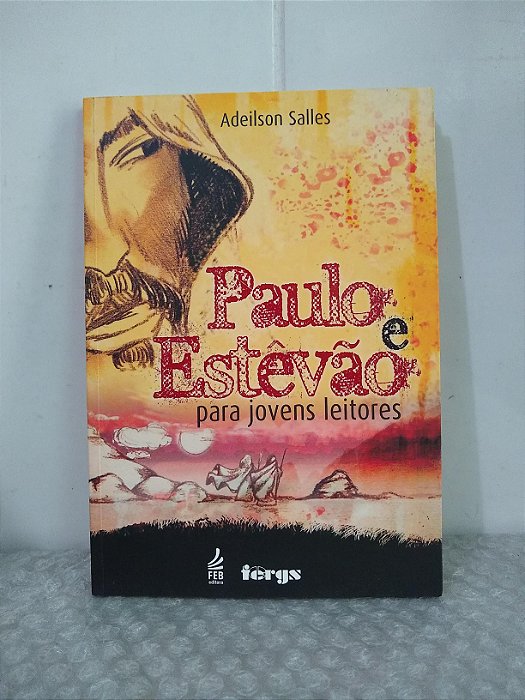 Adeilson Salles
Paulo
e
Estêvão
para jovens leitores
FEB
editora
fergs